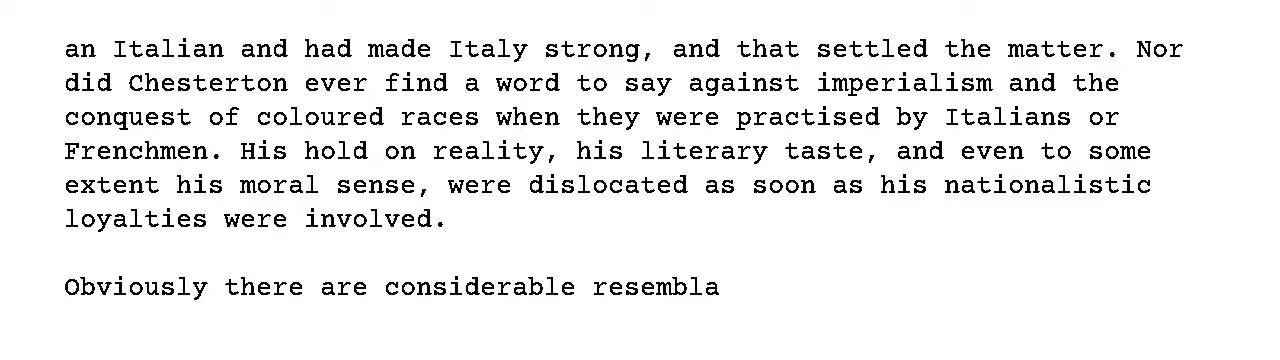 an Italian and had made Italy strong, and that settled the matter. Nor
did Chesterton ever find a word to say against imperialism and the
conquest of coloured races when they were practised by Italians or
Frenchmen. His hold on reality, his literary taste, and even to some
extent his moral sense, were dislocated as soon as his nationalistic
loyalties were involved.
Obviously there are considerable resembla